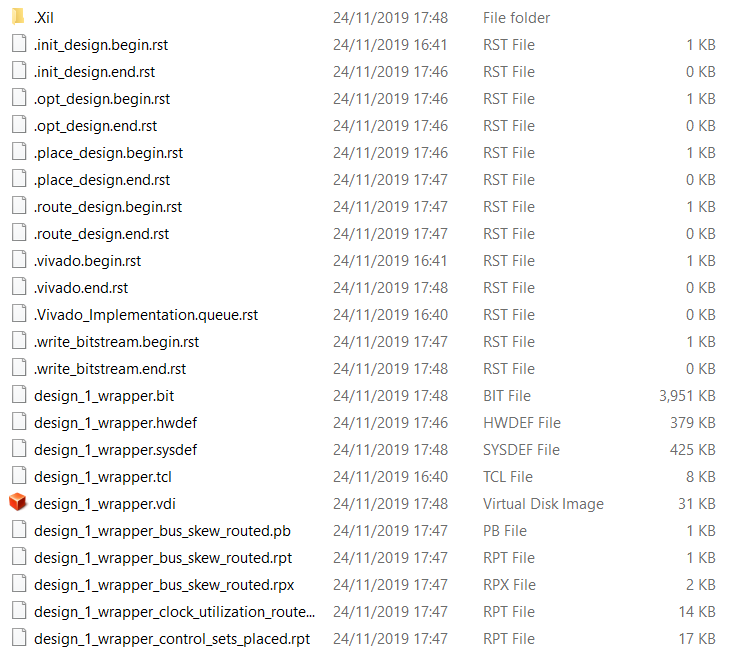 .Xil 24/11/2019 17:48 File folder
.init_design.begin.rst 24/11/2019 16:41 RST File 1 KB
.init_design.end.rst 24/11/2019 17:46 RST File 0 KB
.opt_design.begin.rst 24/11/2019 17:46 RST File 1 KB
.opt_design.end.rst 24/11/2019 17:46 RST File 0 KB
.place_design.begin.rst 24/11/2019 17:46 RST File 1 KB
.place_design.end.rst 24/11/2019 17:47 RST File 0 KB
.route_design.begin.rst 24/11/2019 17:47 RST File 1 KB
.route_design.end.rst 24/11/2019 17:47 RST File 0 KB
.vivado.begin.rst 24/11/2019 16:41 RST File 1 KB
.vivado.end.rst 24/11/2019 17:48 RST File 0 KB
.Vivado_Implementation.queue.rst 24/11/2019 16:40 RST File 0 KB
.write_bitstream.begin.rst 24/11/2019 17:47 RST File 1 KB
.write_bitstream.end.rst 24/11/2019 17:48 RST File 0 KB
design_1_wrapper.bit 24/11/2019 17:48 BIT File 3,951 KB
design_1_wrapper.hwdef 24/11/2019 17:46 HWDEF File 379 KB
design_1_wrapper.sysdef 24/11/2019 17:48 SYSDEF File 425 KB
design_1_wrapper.tcl 24/11/2019 16:40 TCL File 8 KB
design_1_wrapper.vdi 24/11/2019 17:48 Virtual Disk Image 31 KB
design_1_wrapper_bus_skew_routed.pb 24/11/2019 17:47 PB File 1 KB
design_1_wrapper_bus_skew_routed.rpt 24/11/2019 17:47 RPT File 1 KB
design_1_wrapper_bus_skew_routed.rpx 24/11/2019 17:47 RPX File 2 KB
design_1_wrapper_clock_utilization_route... 24/11/2019 17:47 RPT File 14 KB
design_1_wrapper_control_sets_placed.rpt 24/11/2019 17:47 RPT File 17 KB